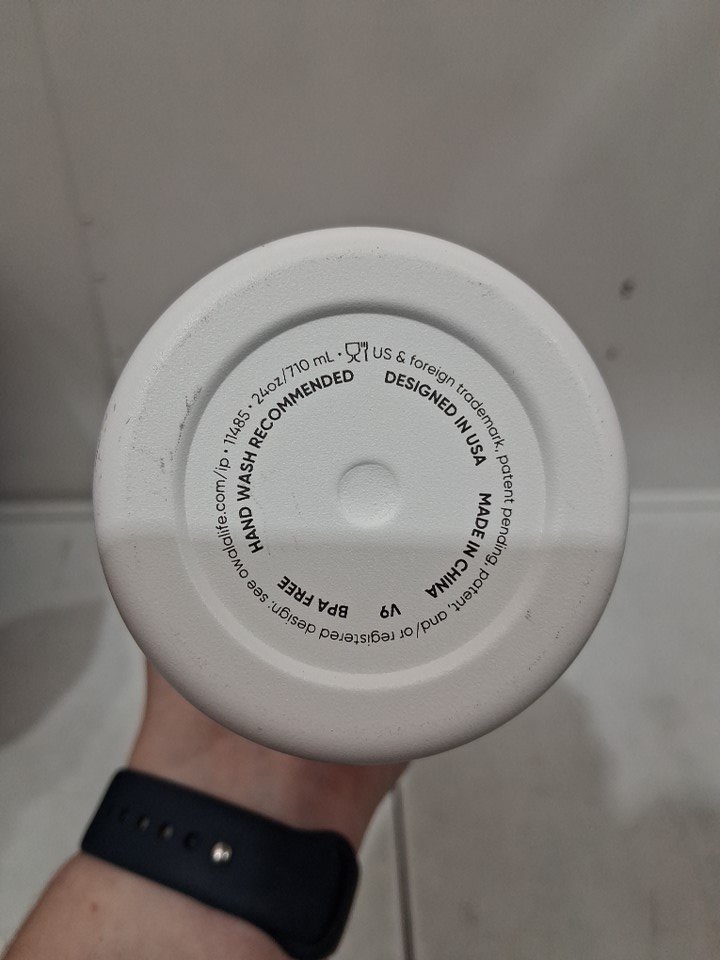 US & foreign trademark, patent pending, patent, and/or registered design: see owalalife.com/ip • 11485 • 24oz/710 mL •
HAND WASH RECOMMENDED
DESIGNED IN USA
MADE IN CHINA
V9
BPA FREE